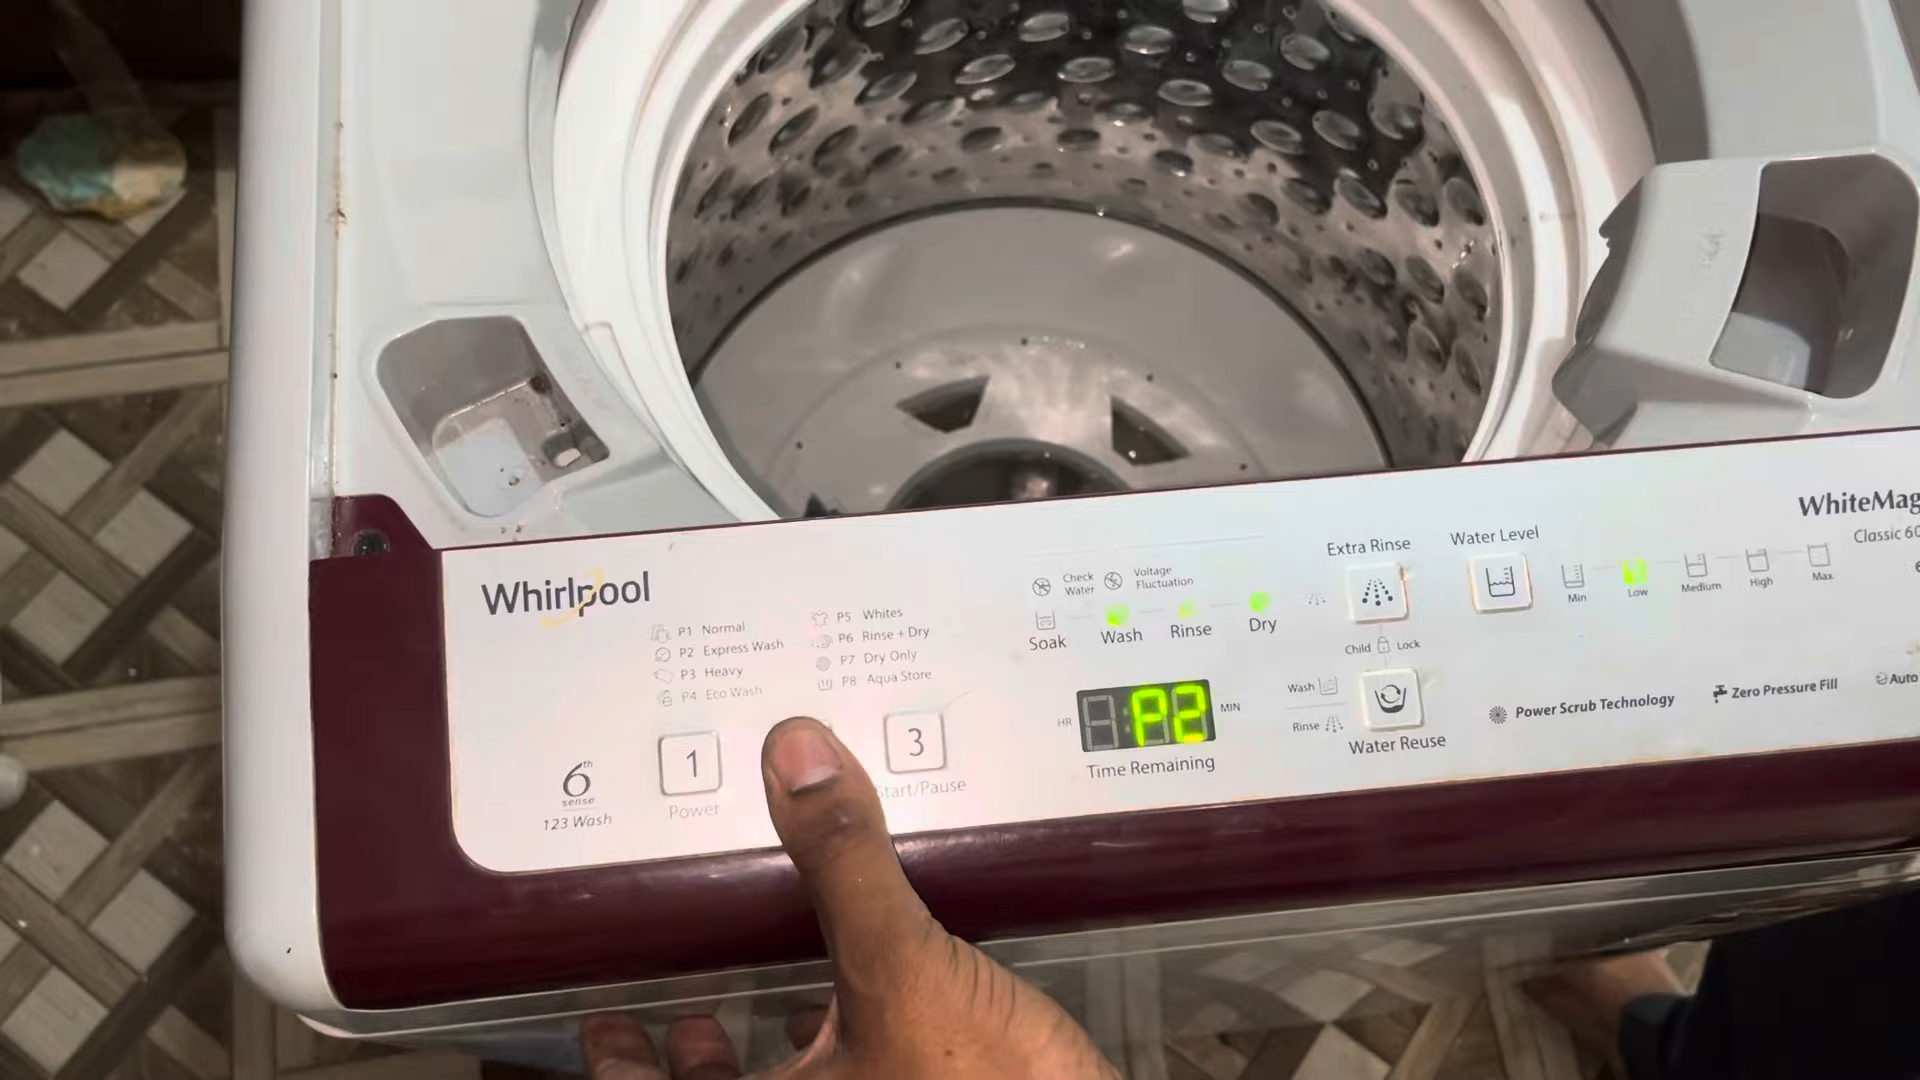 WhiteMag
Classic 60
Whirlpool
P1 Normal
P2 Express Wash
P3 Heavy
P4 Eco Wash
P5 Whites
P6 Rinse + Dry
P7 Dry Only
P8 Aqua Store
6th
sense
123 Wash
1
Power
3
Start/Pause
Check
Water
Voltage
Fluctuation
Soak
Wash
Rinse
Dry
HR
P2
MIN
Time Remaining
Extra Rinse
Child Lock
Wash
Rinse
Water Reuse
Water Level
Min
Low
Medium
High
Max
Power Scrub Technology
Zero Pressure Fill
Auto